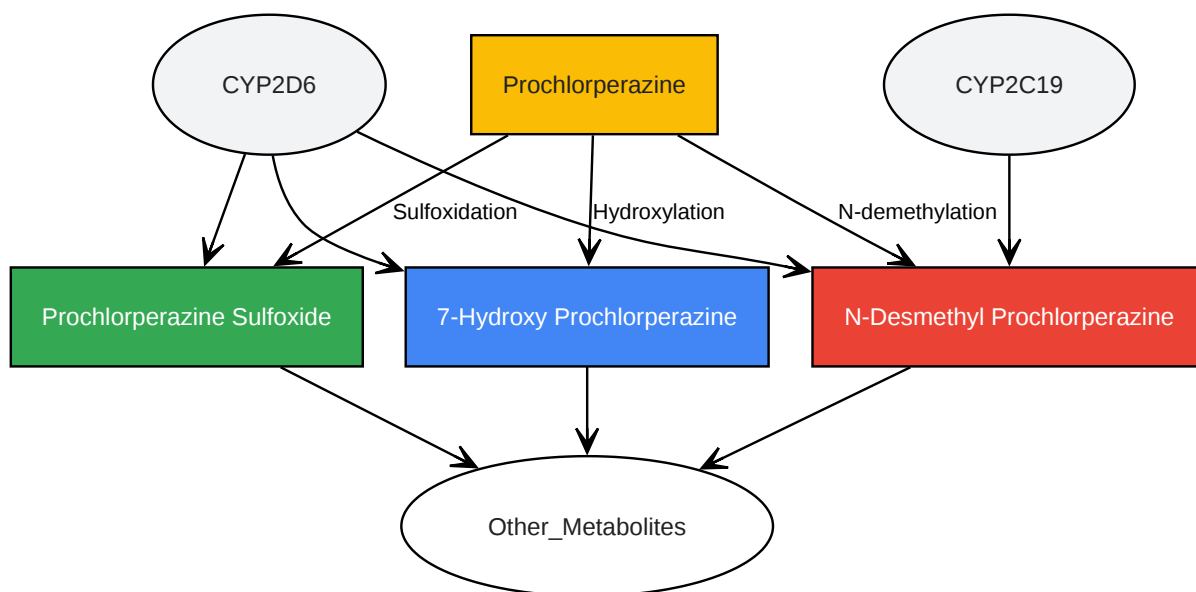 CYP2D6
Prochlorperazine
CYP2C19
Sulfoxidation
Hydroxylation
N-demethylation
Prochlorperazine Sulfoxide
7-Hydroxy Prochlorperazine
N-Desmethyl Prochlorperazine
Other_Metabolites